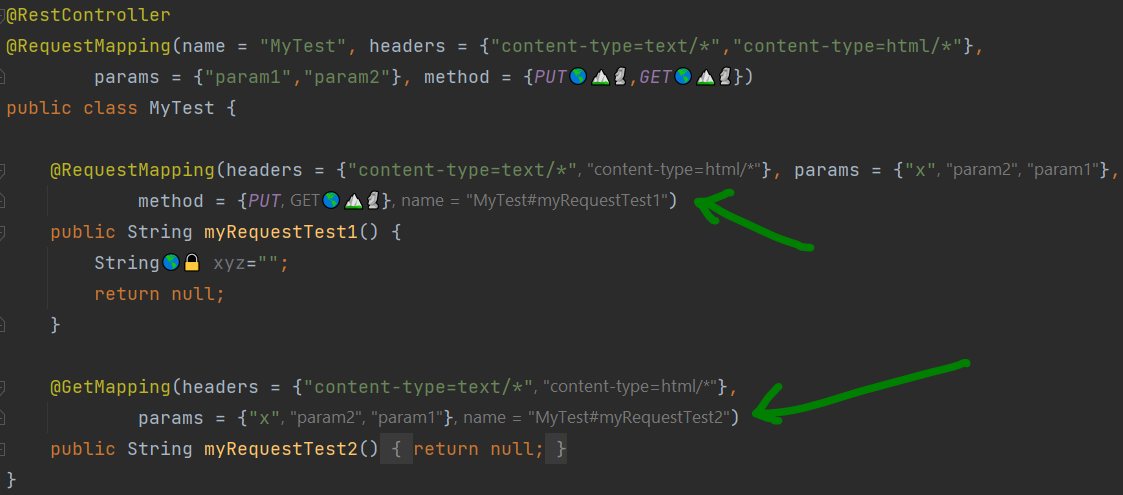 @RestController
@RequestMapping(name = "MyTest", headers = {"content-type=text/*","content-type=html/*"},
params = {"param1","param2"}, method = {PUT🌎🏔🗿,GET🌎🏔🗿})
public class MyTest {
@RequestMapping(headers = {"content-type=text/*", "content-type=html/*"}, params = {"x", "param2", "param1"},
method = {PUT, GET🌎🏔🗿}, name = "MyTest#myRequestTest1")
public String myRequestTest1() {
String🌎🔒 xyz="";
return null;
}
@GetMapping(headers = {"content-type=text/*", "content-type=html/*"},
params = {"x", "param2", "param1"}, name = "MyTest#myRequestTest2")
public String myRequestTest2() { return null; }
}